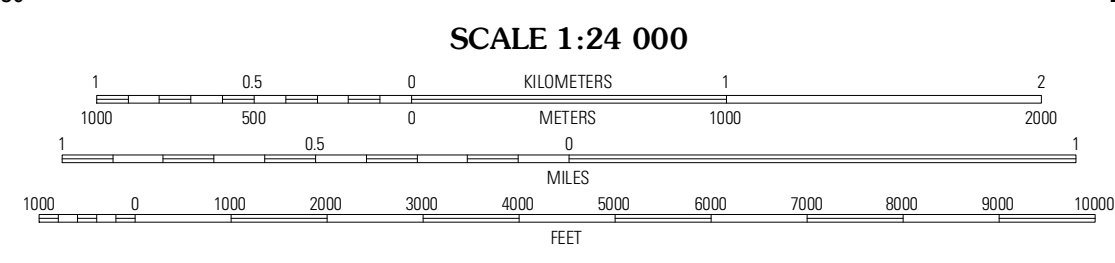 SCALE 1:24 000
1 0.5 0 KILOMETERS 1 2
1000 500 0 METERS 1000 2000
1 0.5 0 1
MILES
1000 0 1000 2000 3000 4000 5000 6000 7000 8000 9000 10000
FEET